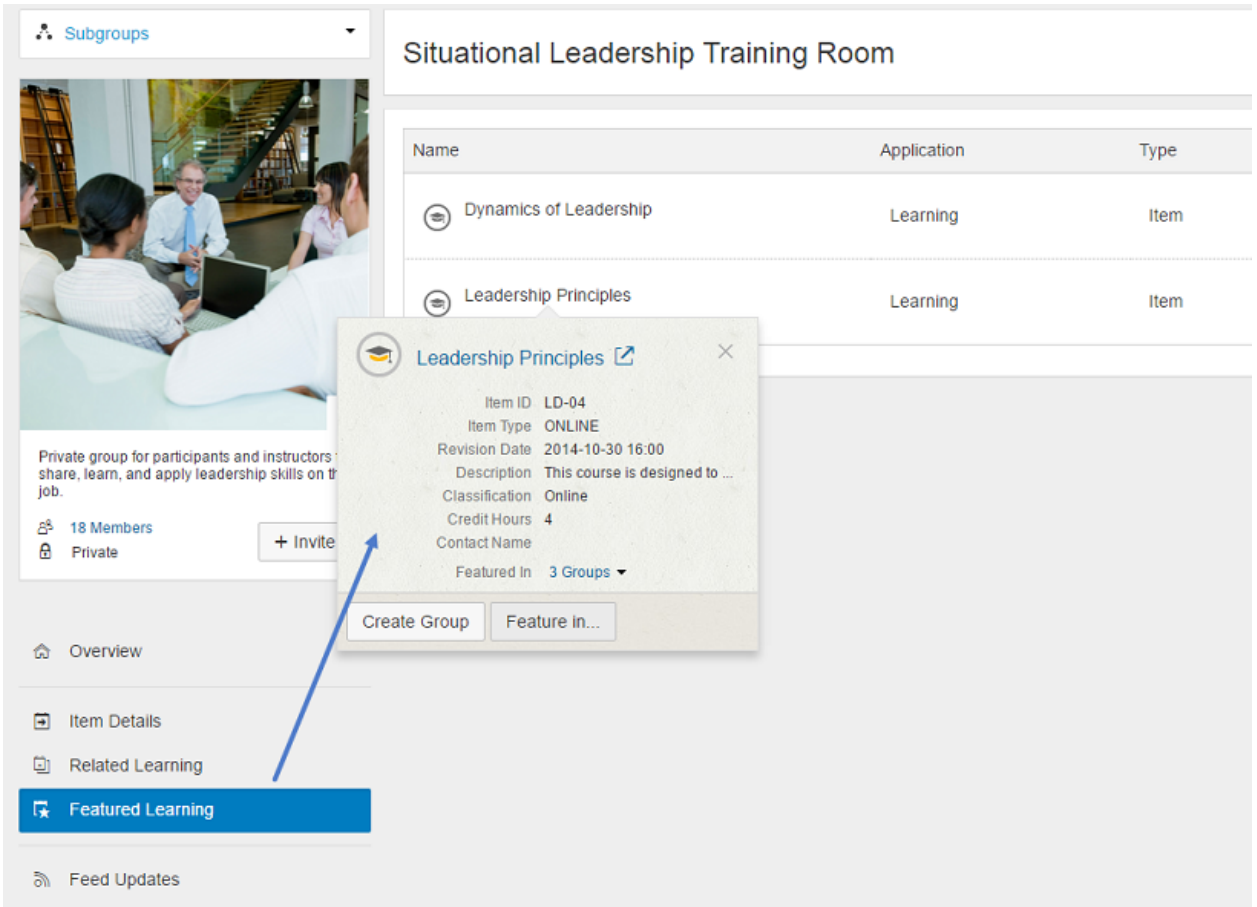 Subgroups
Situational Leadership Training Room
Name Application Type
Dynamics of Leadership Learning Item
Leadership Principles Learning Item
Leadership Principles
Item ID LD-04
Item Type ONLINE
Revision Date 2014-10-30 16:00
Description This course is designed to ...
Classification Online
Credit Hours 4
Contact Name
Featured In 3 Groups
Create Group Feature in...
Private group for participants and instructors
share, learn, and apply leadership skills on
job.
18 Members
Private
+ Invite
Overview
Item Details
Related Learning
Featured Learning
Feed Updates